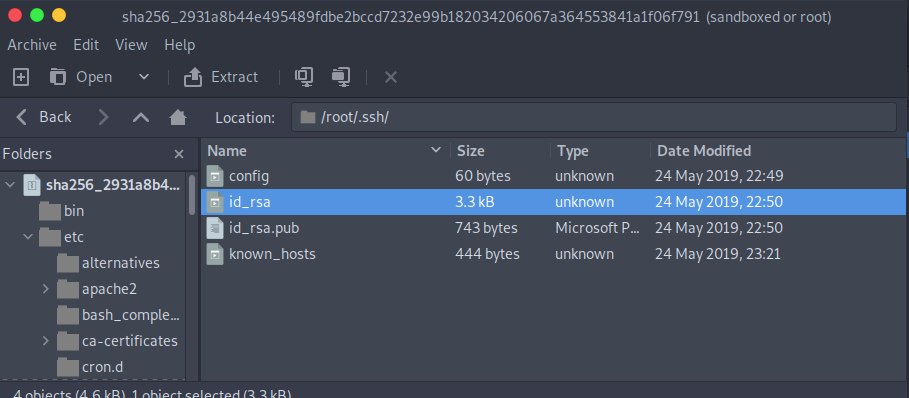 sha256_2931a8b44e495489fdbe2bccd7232e99b182034206067a364553841a1f06f791 (sandboxed or root)
Archive Edit View Help
Open Extract
Back Location: /root/.ssh/
Folders
Name Size Type Date Modified
sha256_2931a8b4...
bin
etc
alternatives
apache2
bash_comple...
ca-certificates
cron.d
config 60 bytes unknown 24 May 2019, 22:49
id_rsa 3.3 kB unknown 24 May 2019, 22:50
id_rsa.pub 743 bytes Microsoft P... 24 May 2019, 22:50
known_hosts 444 bytes unknown 24 May 2019, 23:21
4 objects (4.6 kB), 1 object selected (3.3 kB)